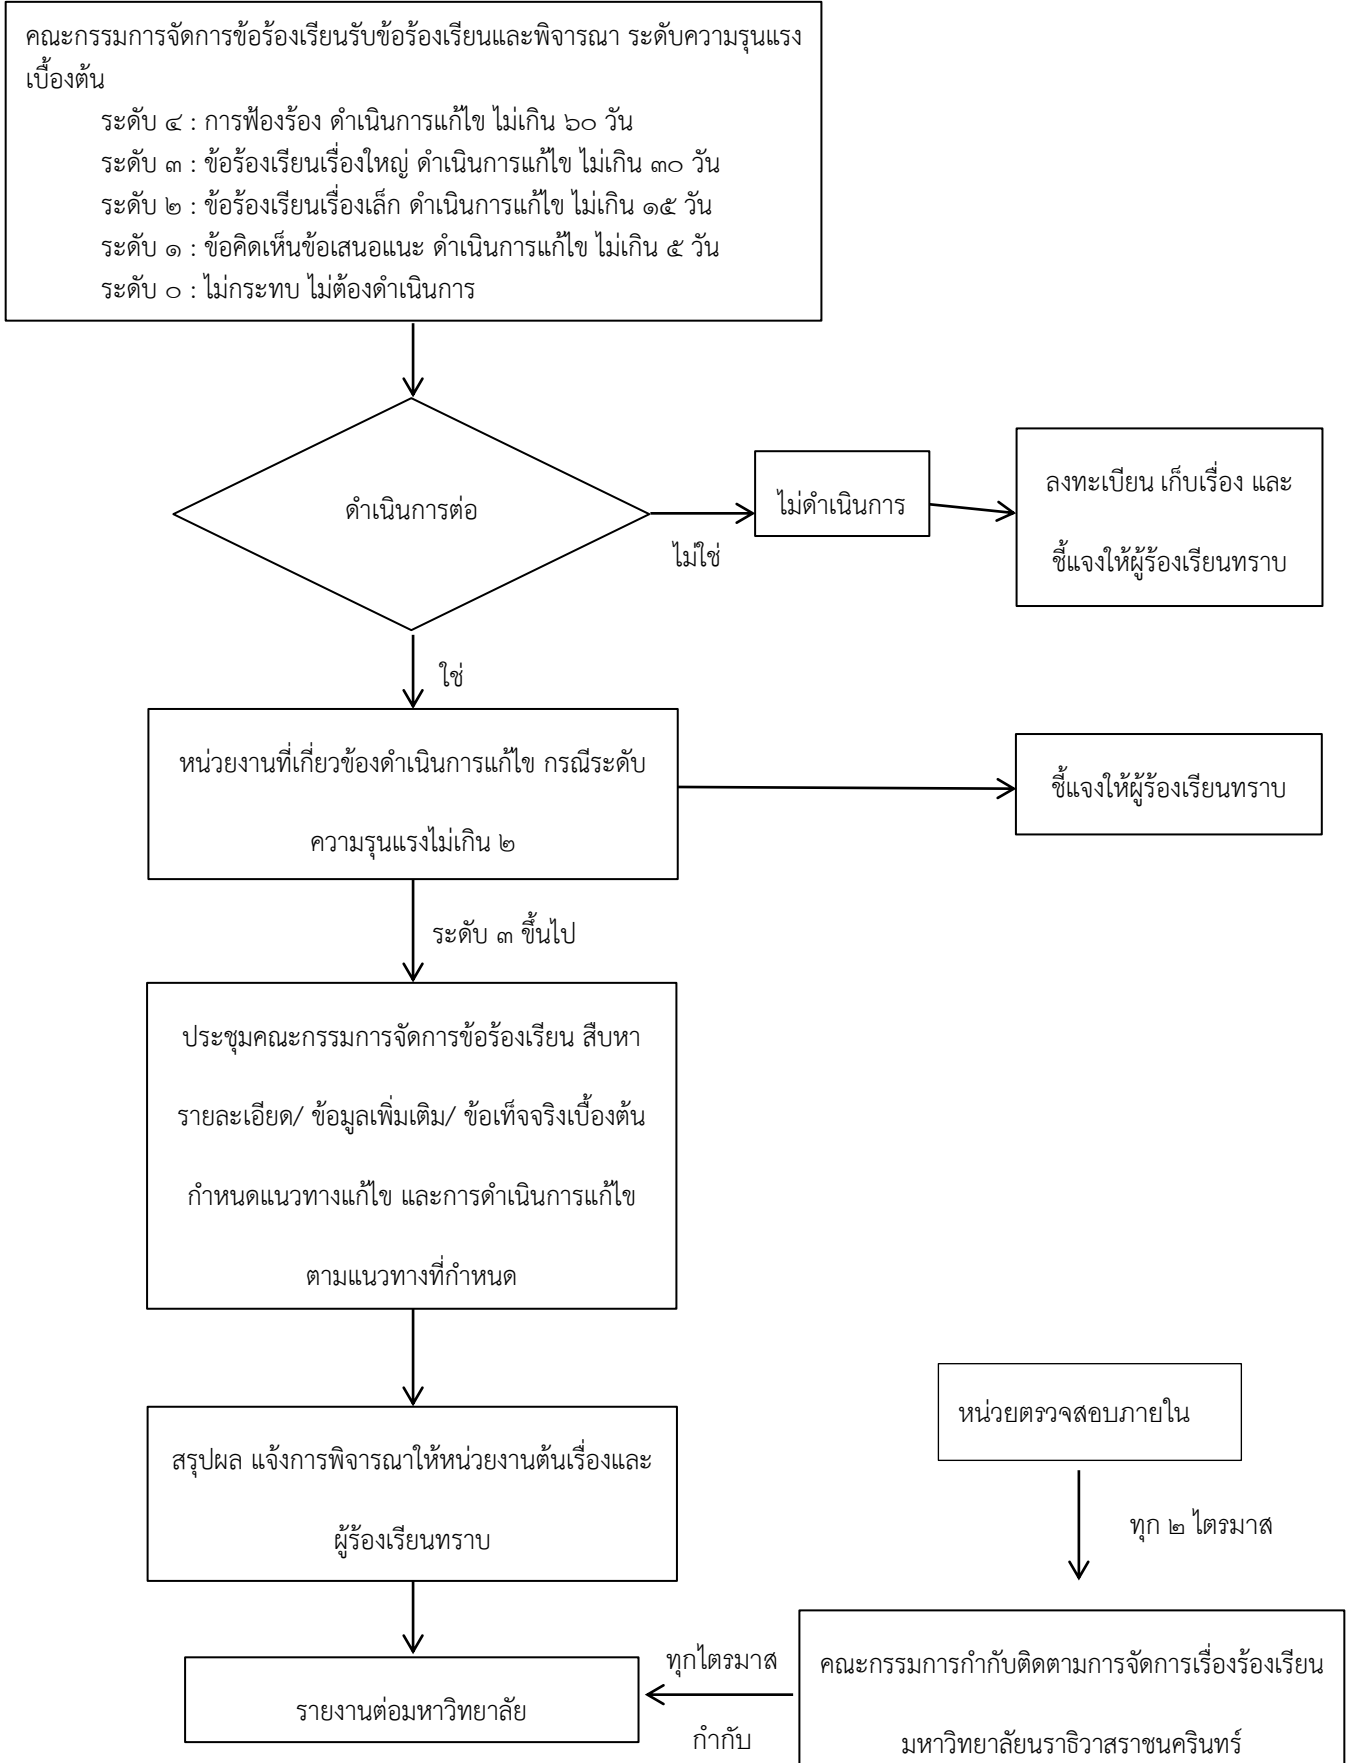 คณะกรรมการจัดการข้อร้องเรียนรับข้อร้องเรียนและพิจารณา ระดับความรุนแรง
เบื้องต้น
ระดับ ๔ : การฟ้องร้อง ดำเนินการแก้ไข ไม่เกิน ๖๐ วัน
ระดับ ๓ : ข้อร้องเรียนเรื่องใหญ่ ดำเนินการแก้ไข ไม่เกิน ๓๐ วัน
ระดับ ๒ : ข้อร้องเรียนเรื่องเล็ก ดำเนินการแก้ไข ไม่เกิน ๑๕ วัน
ระดับ ๑ : ข้อคิดเห็นข้อเสนอแนะ ดำเนินการแก้ไข ไม่เกิน ๕ วัน
ระดับ ๐ : ไม่กระทบ ไม่ต้องดำเนินการ
ดำเนินการต่อ
ไม่ใช่
ไม่ดำเนินการ
ลงทะเบียน เก็บเรื่อง และ
ชี้แจงให้ผู้ร้องเรียนทราบ
ใช่
หน่วยงานที่เกี่ยวข้องดำเนินการแก้ไข กรณีระดับ
ความรุนแรงไม่เกิน ๒
ชี้แจงให้ผู้ร้องเรียนทราบ
ระดับ ๓ ขึ้นไป
ประชุมคณะกรรมการจัดการข้อร้องเรียน สืบหา
รายละเอียด/ ข้อมูลเพิ่มเติม/ ข้อเท็จจริงเบื้องต้น
กำหนดแนวทางแก้ไข และการดำเนินการแก้ไข
ตามแนวทางที่กำหนด
สรุปผล แจ้งการพิจารณาให้หน่วยงานต้นเรื่องและ
ผู้ร้องเรียนทราบ
หน่วยตรวจสอบภายใน
ทุก ๒ ไตรมาส
รายงานต่อมหาวิทยาลัย
ทุกไตรมาส
กำกับ
คณะกรรมการกำกับติดตามการจัดการเรื่องร้องเรียน
มหาวิทยาลัยนราธิวาสราชนครินทร์